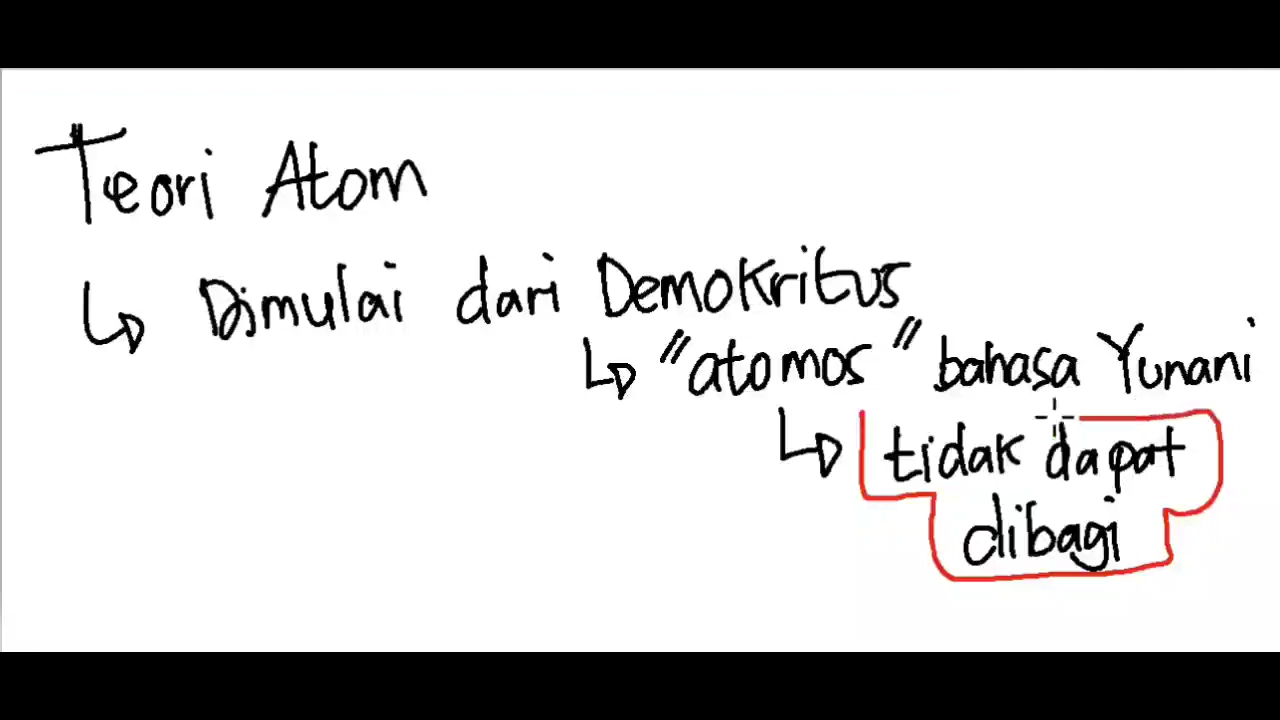 Teori Atom
↳ Dimulai dari Demokritus
↳ "atomos" bahasa Yunani
↳ tidak dapat
dibagi